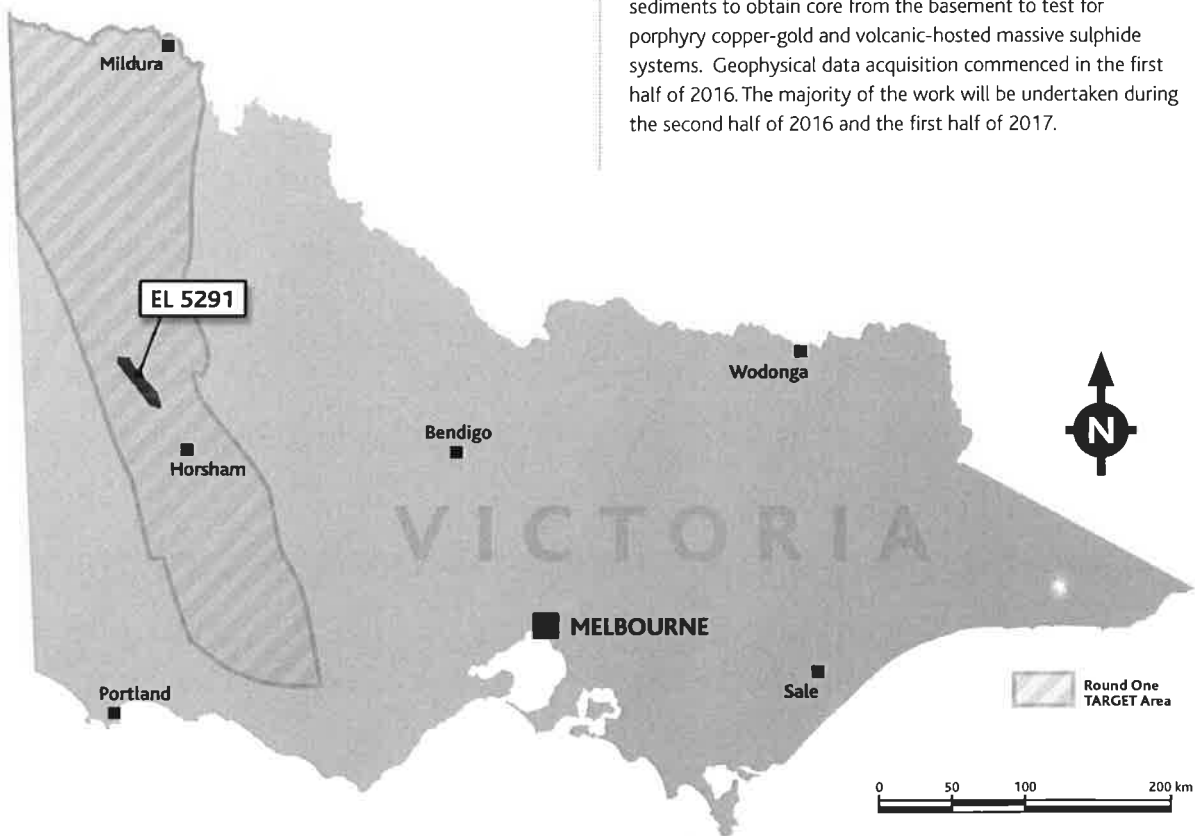 sediments to obtain core from the basement to test for
porphyry copper-gold and volcanic-hosted massive sulphide
systems. Geophysical data acquisition commenced in the first
half of 2016. The majority of the work will be undertaken during
the second half of 2016 and the first half of 2017.
Mildura
EL 5291
Wodonga
N
Bendigo
Horsham
VICTORIA
MELBOURNE
Sale
Portland
Round One
TARGET Area
0 50 100 200 km